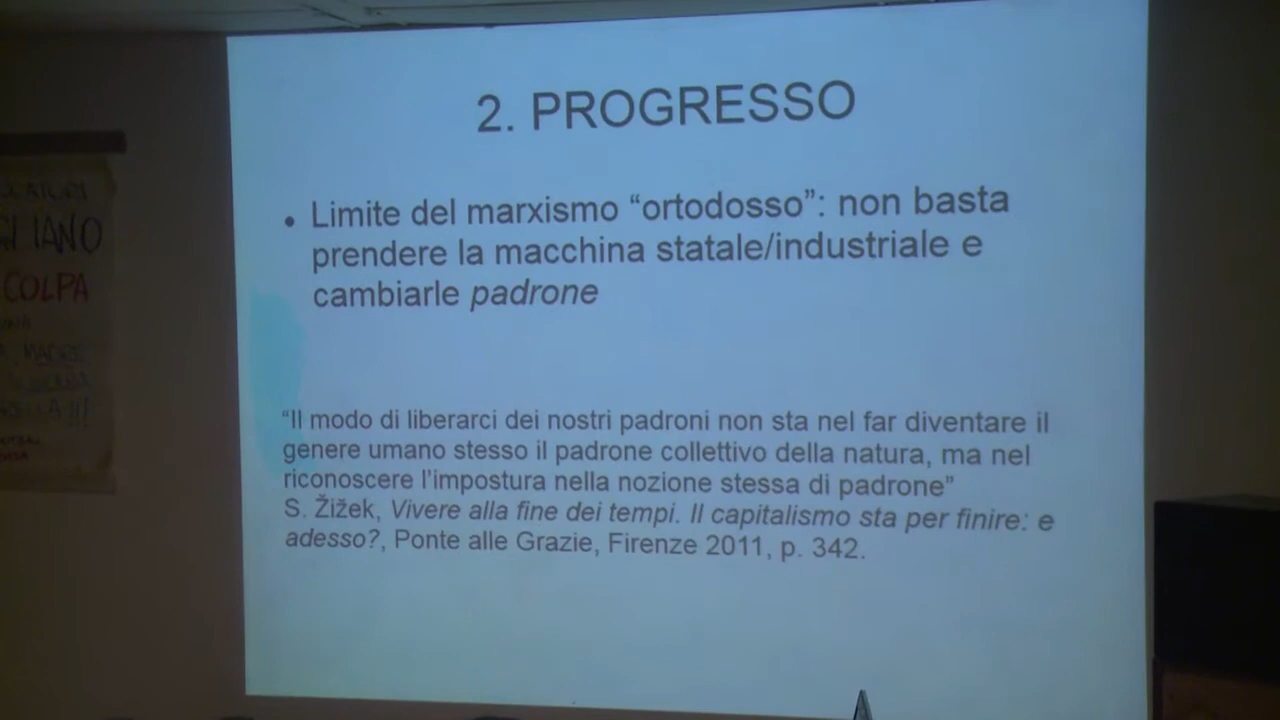 2. PROGRESSO
• Limite del marxismo “ortodosso”: non basta
prendere la macchina statale/industriale e
cambiarle padrone
“Il modo di liberarci dei nostri padroni non sta nel far diventare il
genere umano stesso il padrone collettivo della natura, ma nel
riconoscere l’impostura nella nozione stessa di padrone”
S. Žižek, Vivere alla fine dei tempi. Il capitalismo sta per finire: e
adesso?, Ponte alle Grazie, Firenze 2011, p. 342.
COLPA
MADRE